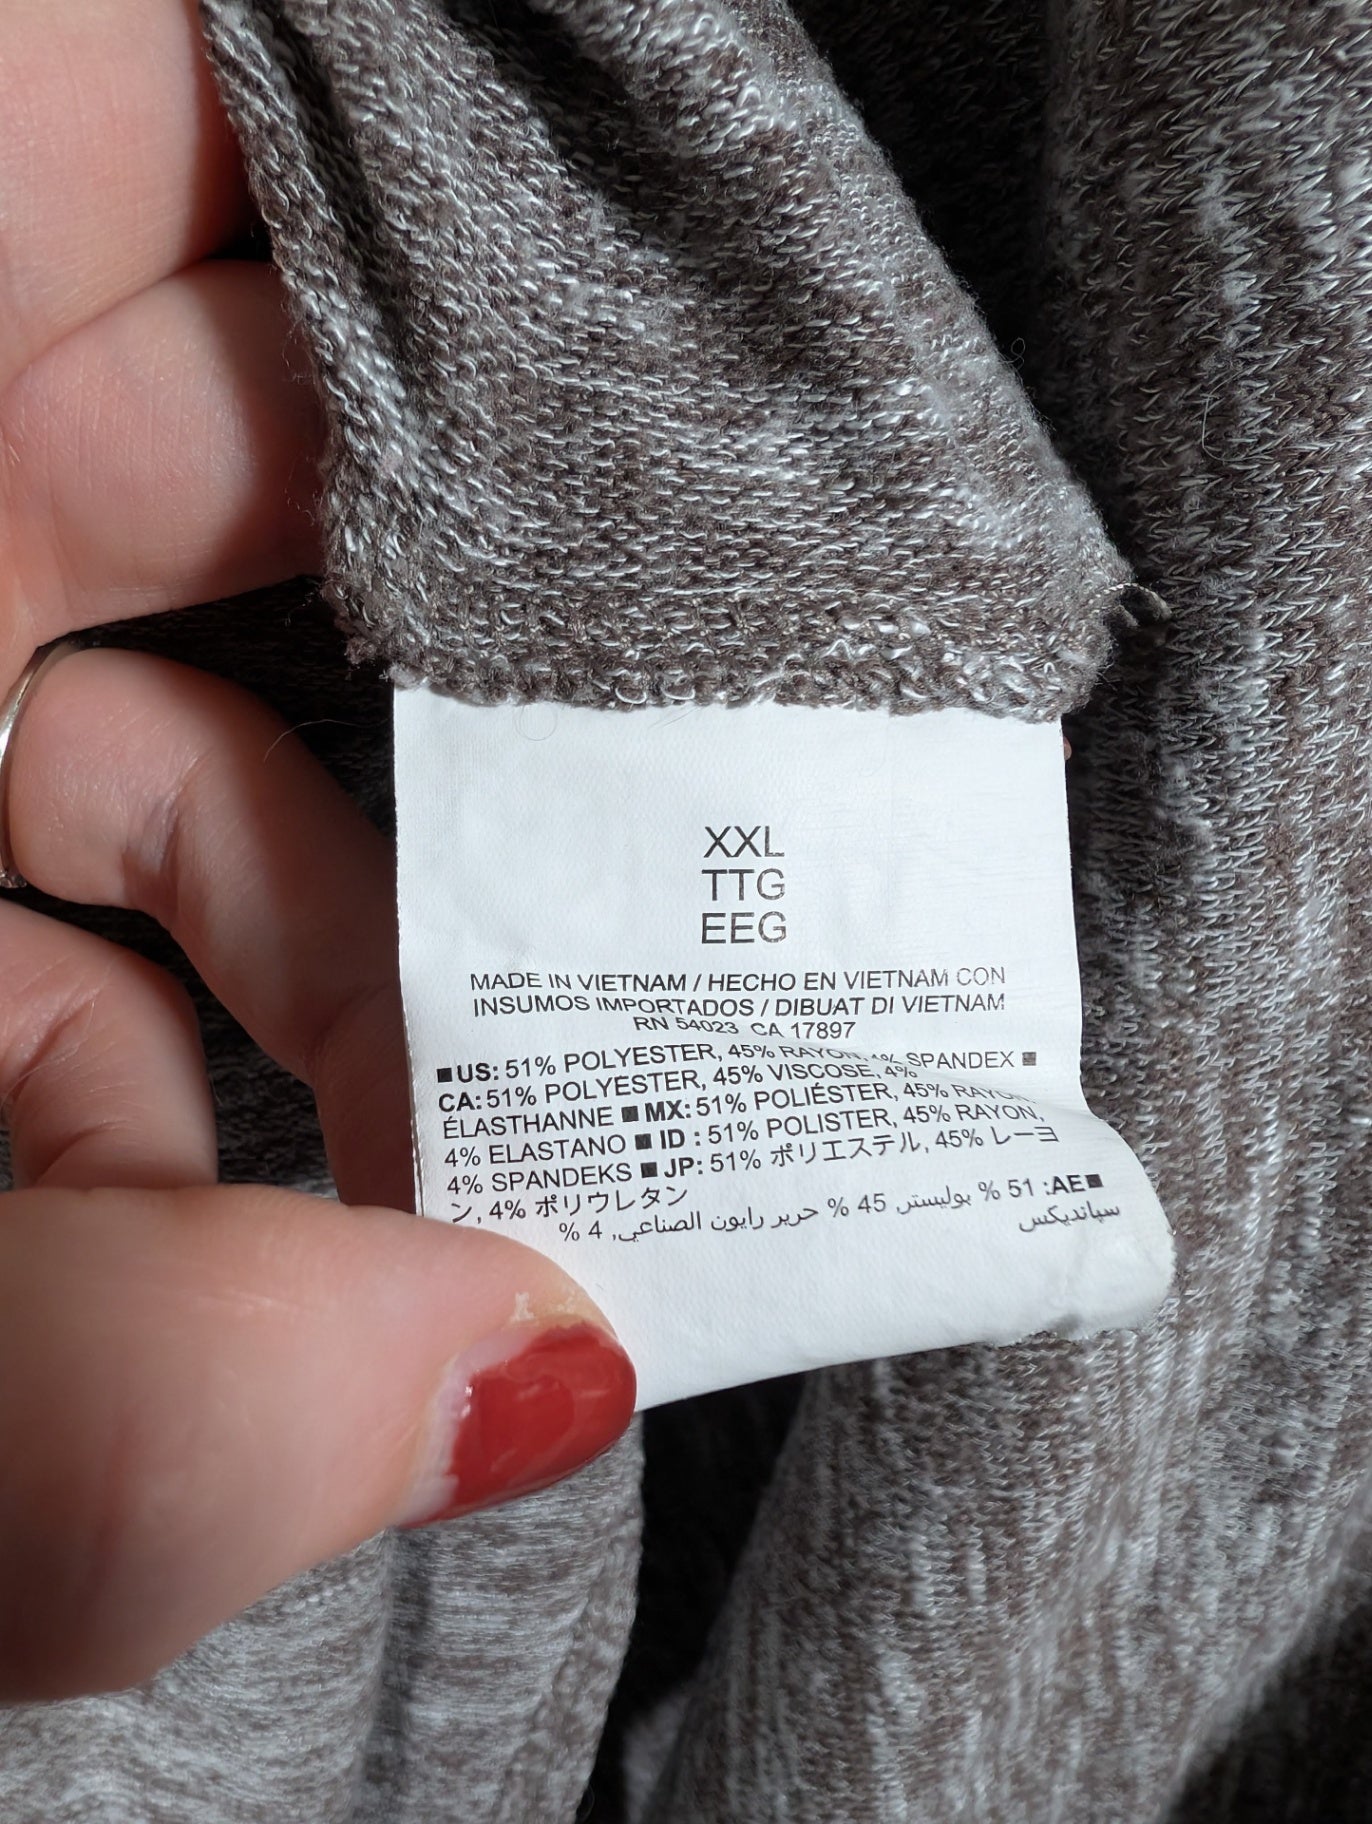 XXL
TTG
EEG
MADE IN VIETNAM / HECHO EN VIETNAM CON
INSUMOS IMPORTADOS / DIBUAT DI VIETNAM
RN 54023 CA 17897
■US: 51% POLYESTER, 45% RAYON, 4% SPANDEX ■
CA: 51% POLYESTER, 45% VISCOSE, 4%
ÉLASTHANNE ■ MX: 51% POLIÉSTER, 45% RAYON,
4% ELASTANO ■ ID : 51% POLISTER, 45% RAYON,
4% SPANDEKS ■ JP: 51% ポリエステル, 45% レーヨ
ン, 4% ポリウレタン
■AE: 51 % بوليستر, 45 % حرير رايون الصناعي, 4 %
سباندیکس